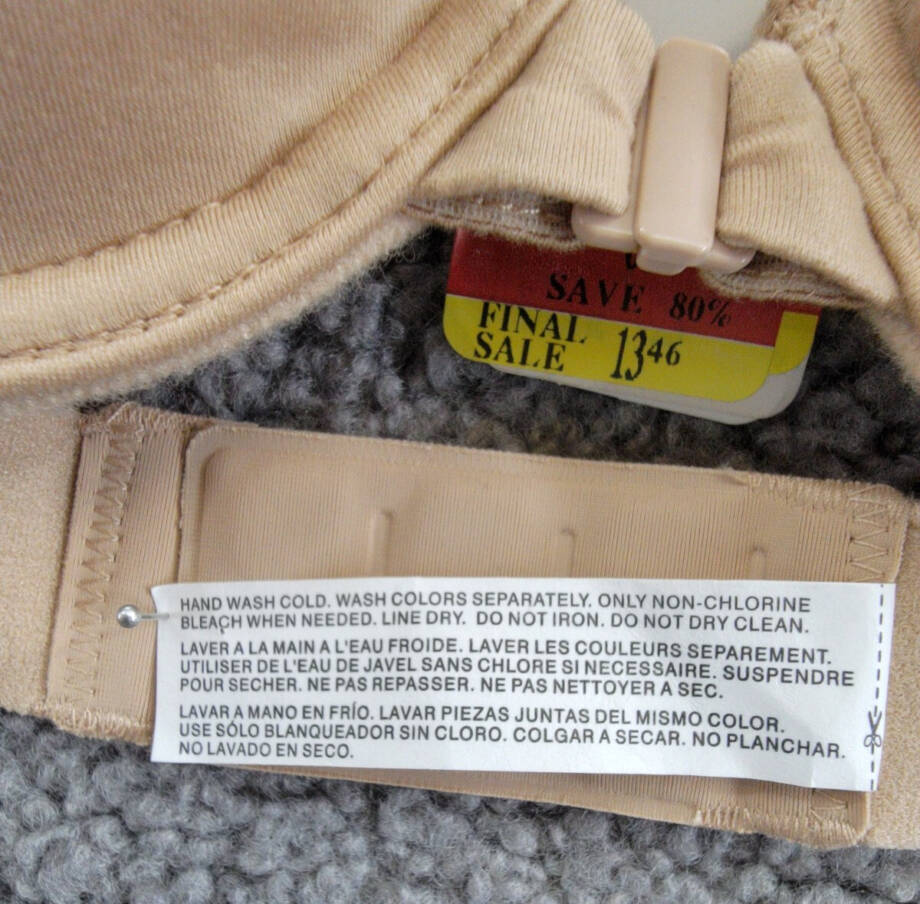 SAVE 80%
FINAL
SALE 13 46
HAND WASH COLD. WASH COLORS SEPARATELY. ONLY NON-CHLORINE
BLEACH WHEN NEEDED. LINE DRY. DO NOT IRON. DO NOT DRY CLEAN.
LAVER A LA MAIN A L'EAU FROIDE. LAVER LES COULEURS SEPAREMENT.
UTILISER DE L'EAU DE JAVEL SANS CHLORE SI NECESSAIRE. SUSPENDRE
POUR SECHER. NE PAS REPASSER. NE PAS NETTOYER A SEC.
LAVAR A MANO EN FRÍO. LAVAR PIEZAS JUNTAS DEL MISMO COLOR.
USE SÓLO BLANQUEADOR SIN CLORO. COLGAR A SECAR. NO PLANCHAR.
NO LAVADO EN SECO.